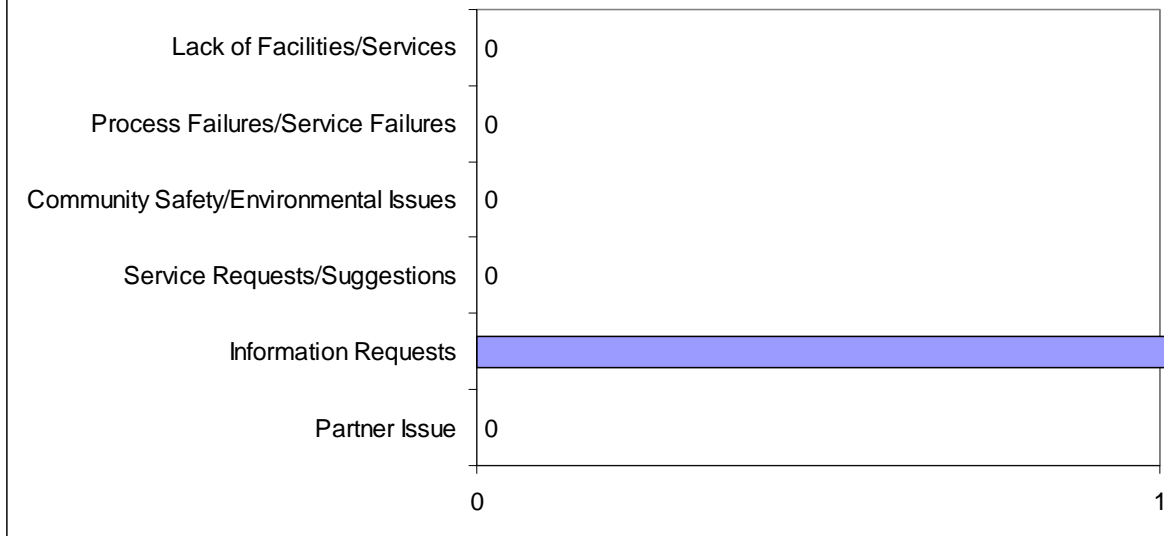 Lack of Facilities/Services 0
Process Failures/Service Failures 0
Community Safety/Environmental Issues 0
Service Requests/Suggestions 0
Information Requests
Partner Issue 0
0 1